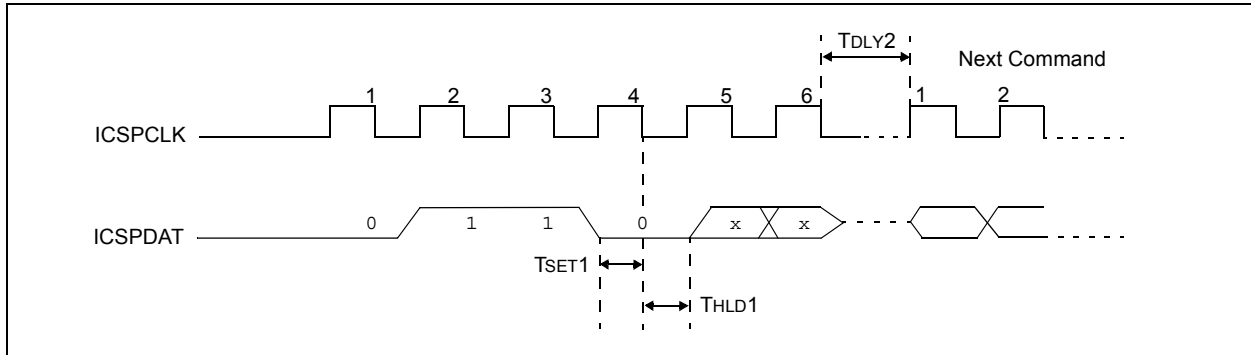 TDLY2
Next Command
1 2 3 4 5 6 1 2
ICSPCLK
ICSPDAT
0 1 1 0 x x
TSET1
THLD1